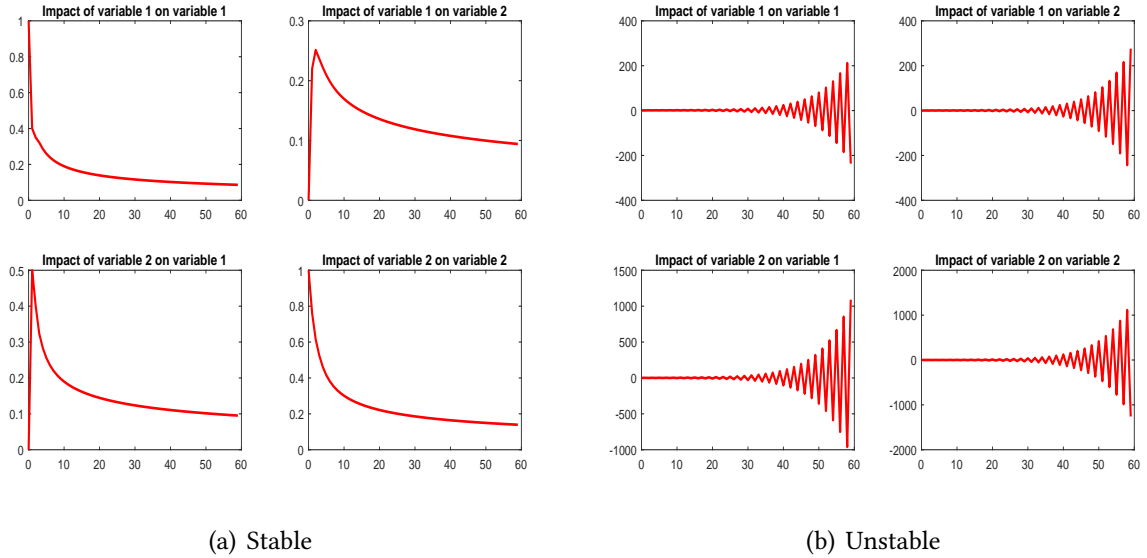 Impact of variable 1 on variable 1
1
0.8
0.6
0.4
0.2
0
0 10 20 30 40 50 60
Impact of variable 1 on variable 2
0.3
0.2
0.1
0
0 10 20 30 40 50 60
Impact of variable 2 on variable 1
0.5
0.4
0.3
0.2
0.1
0
0 10 20 30 40 50 60
Impact of variable 2 on variable 2
1
0.8
0.6
0.4
0.2
0
0 10 20 30 40 50 60
(a) Stable
Impact of variable 1 on variable 1
400
200
0
-200
-400
0 10 20 30 40 50 60
Impact of variable 1 on variable 2
400
200
0
-200
-400
0 10 20 30 40 50 60
Impact of variable 2 on variable 1
1500
1000
500
0
-500
-1000
0 10 20 30 40 50 60
Impact of variable 2 on variable 2
2000
1000
0
-1000
-2000
0 10 20 30 40 50 60
(b) Unstable